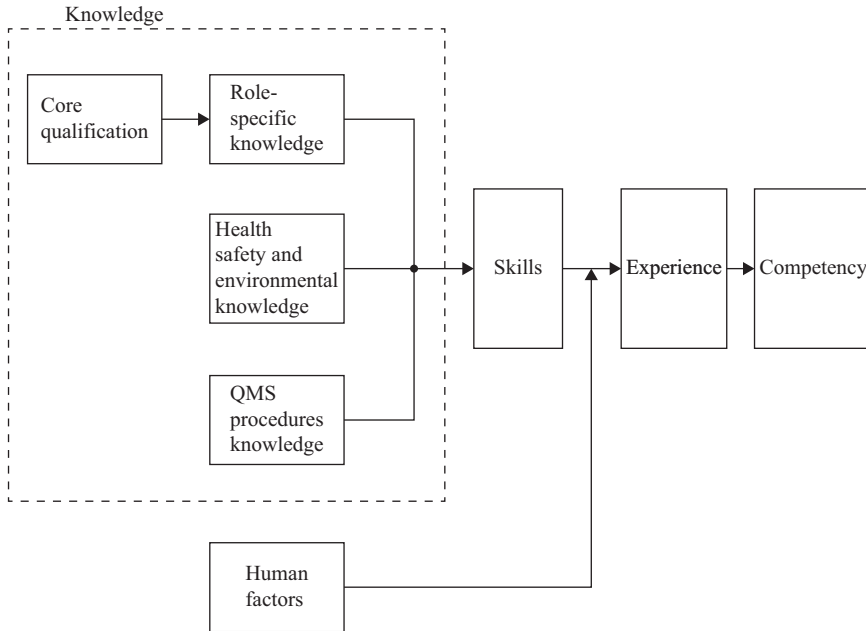 Knowledge
Core
qualification
Role-
specific
knowledge
Health
safety and
environmental
knowledge
QMS
procedures
knowledge
Skills
Experience
Competency
Human
factors